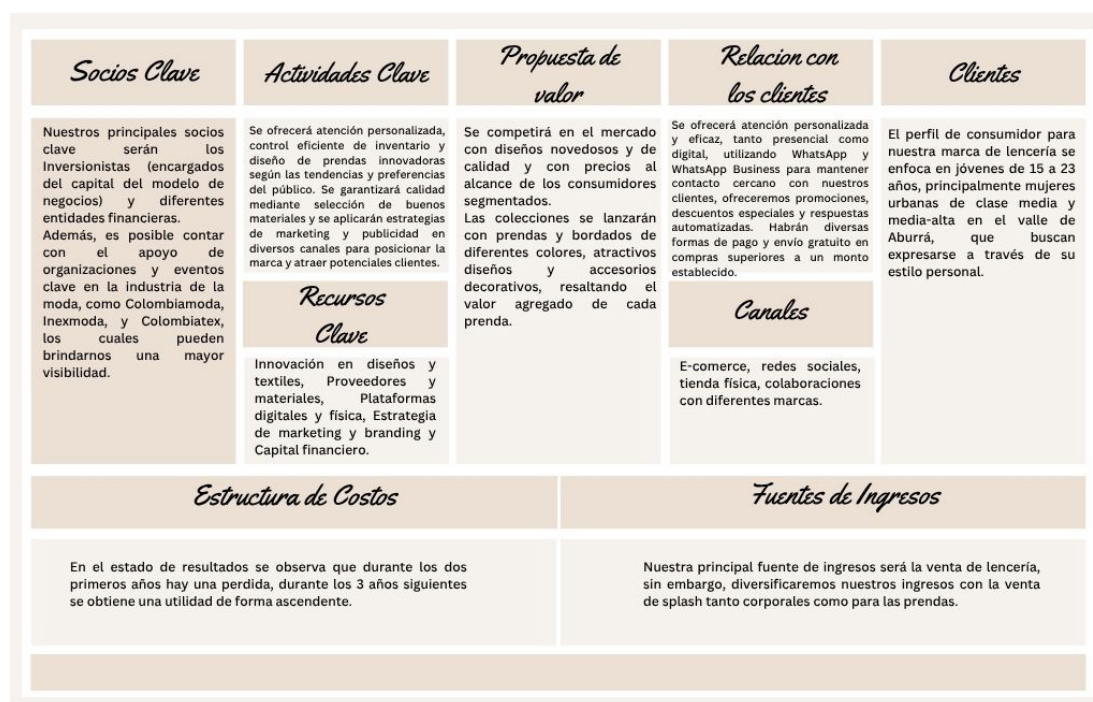 Socios Clave
Nuestros principales socios
clave serán los
Inversionistas (encargados
del capital del modelo de
negocios) y diferentes
entidades financieras.
Además, es posible contar
con el apoyo de
organizaciones y eventos
clave en la industria de la
moda, como Colombiamoda,
Inexmoda, y Colombiatex,
los cuales pueden
brindarnos una mayor
visibilidad.
Actividades Clave
Se ofrecerá atención personalizada,
control eficiente de inventario y
diseño de prendas innovadoras
según las tendencias y preferencias
del público. Se garantizará calidad
mediante selección de buenos
materiales y se aplicarán estrategias
de marketing y publicidad en
diversos canales para posicionar la
marca y atraer potenciales clientes.
Recursos
Clave
Innovación en diseños y
textiles, Proveedores y
materiales, Plataformas
digitales y física, Estrategia
de marketing y branding y
Capital financiero.
Propuesta de
valor
Se competirá en el mercado
con diseños novedosos y de
calidad y con precios al
alcance de los consumidores
segmentados.
Las colecciones se lanzarán
con prendas y bordados de
diferentes colores, atractivos
diseños y accesorios
decorativos, resaltando el
valor agregado de cada
prenda.
Relacion con
los clientes
Se ofrecerá atención personalizada
y eficaz, tanto presencial como
digital, utilizando WhatsApp y
WhatsApp Business para mantener
contacto cercano con nuestros
clientes, ofreceremos promociones,
descuentos especiales y respuestas
automatizadas. Habrán diversas
formas de pago y envío gratuito en
compras superiores a un monto
establecido.
Canales
E-comerce, redes sociales,
tienda física, colaboraciones
con diferentes marcas.
Clientes
El perfil de consumidor para
nuestra marca de lencería se
enfoca en jóvenes de 15 a 23
años, principalmente mujeres
urbanas de clase media y
media-alta en el valle de
Aburrá, que buscan
expresarse a través de su
estilo personal.
Estructura de Costos
En el estado de resultados se observa que durante los dos
primeros años hay una perdida, durante los 3 años siguientes
se obtiene una utilidad de forma ascendente.
Fuentes de Ingresos
Nuestra principal fuente de ingresos será la venta de lencería,
sin embargo, diversificaremos nuestros ingresos con la venta
de splash tanto corporales como para las prendas.